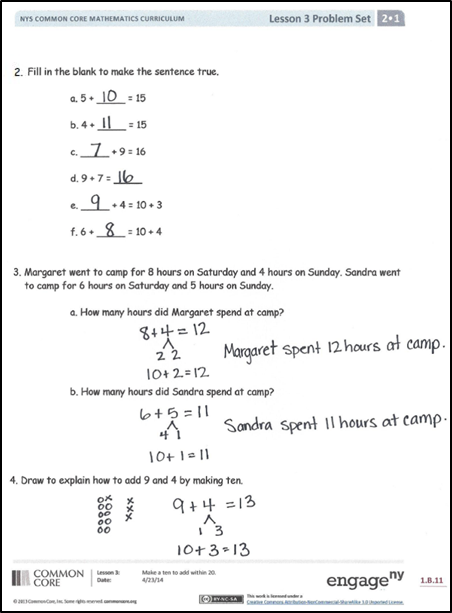 NYS COMMON CORE MATHEMATICS CURRICULUM Lesson 3 Problem Set 2•1
2. Fill in the blank to make the sentence true.
a. 5 + 10 = 15
b. 4 + 11 = 15
c. 7 + 9 = 16
d. 9 + 7 = 16
e. 9 + 4 = 10 + 3
f. 6 + 8 = 10 + 4
3. Margaret went to camp for 8 hours on Saturday and 4 hours on Sunday. Sandra went
to camp for 6 hours on Saturday and 5 hours on Sunday.
a. How many hours did Margaret spend at camp?
8+4=12
2 2
Margaret spent 12 hours at camp.
10+2=12
b. How many hours did Sandra spend at camp?
6+5=11
4 1
Sandra spent 11 hours at camp.
10+1=11
4. Draw to explain how to add 9 and 4 by making ten.
9+4=13
1 3
10+3=13
COMMON
CORE
Lesson 3: Make a ten to add within 20.
Date: 4/23/14
engageny
1.B.11
© 2013 Common Core, Inc. Some rights reserved. commoncore.org
CC BY-NC-SA
This work is licensed under a
Creative Commons Attribution-NonCommercial-ShareAlike 3.0 Unported License.